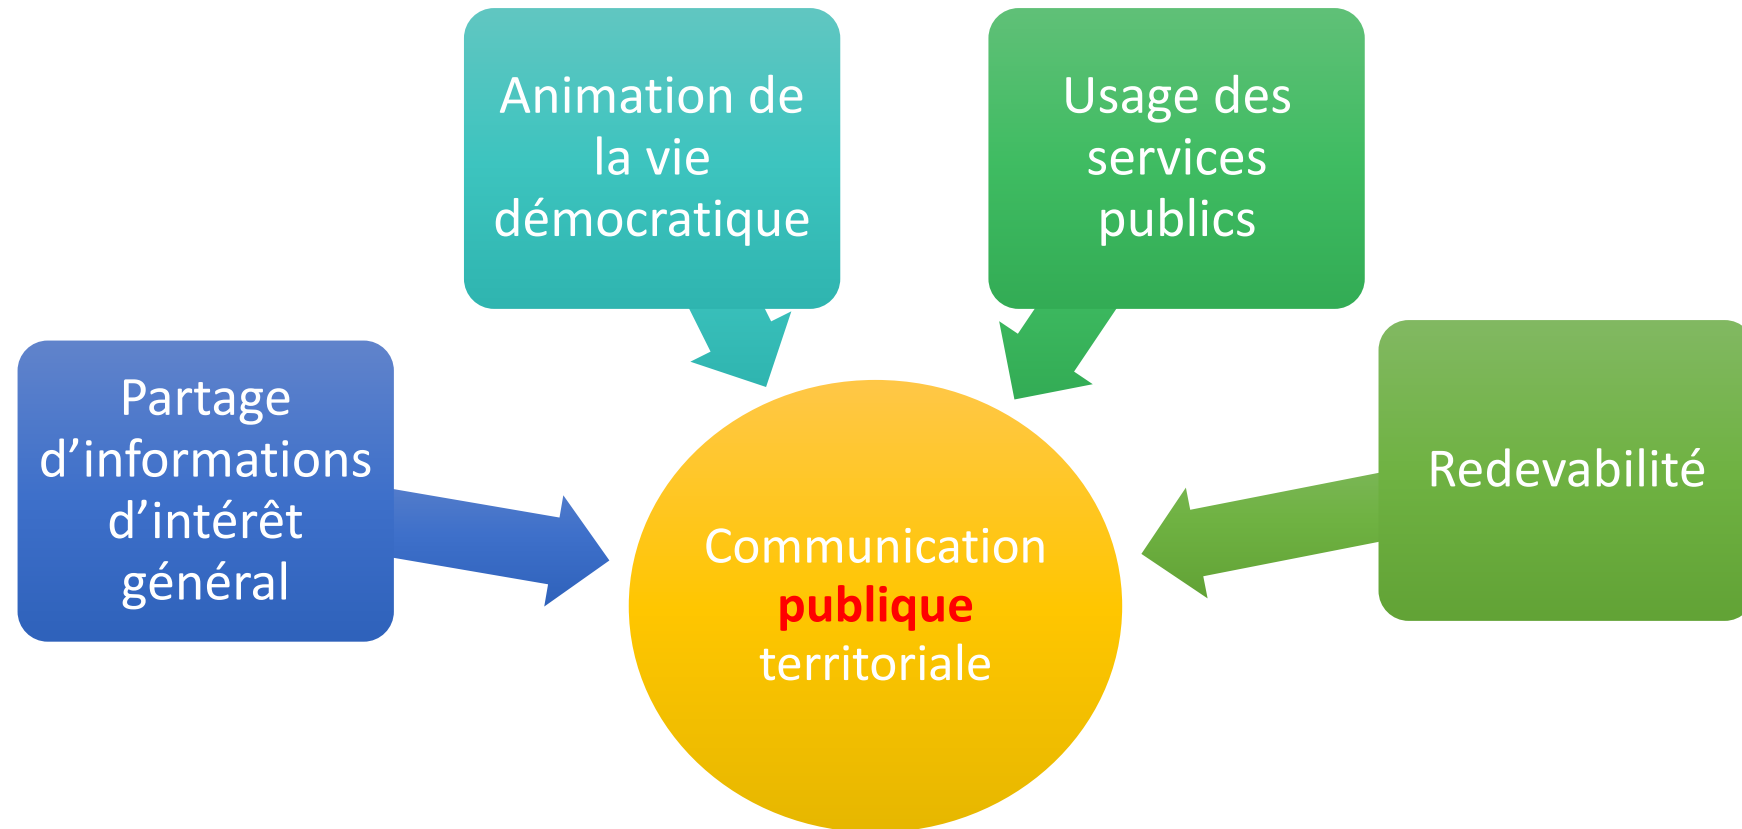 Animation de
la vie
démocratique
Usage des
services
publics
Partage
d’informations
d’intérêt
général
Redevabilité
Communication
publique
territoriale